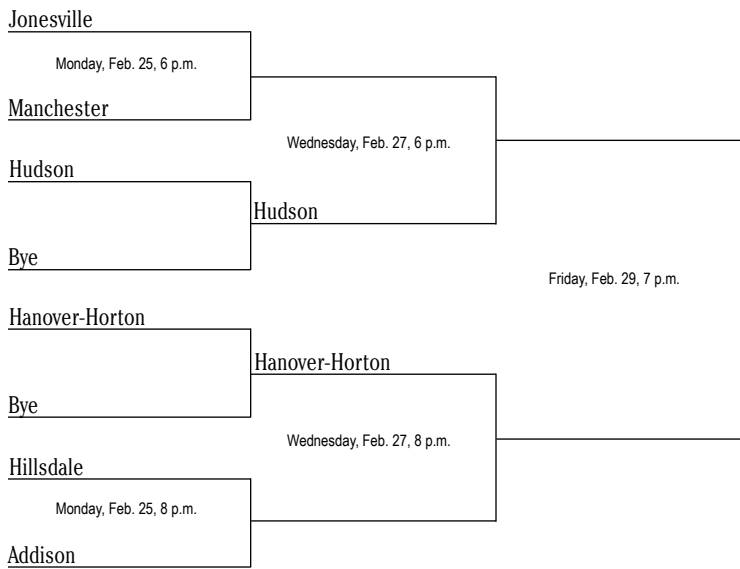 Jonesville
Monday, Feb. 25, 6 p.m.
Manchester
Wednesday, Feb. 27, 6 p.m.
Hudson
Hudson
Bye
Friday, Feb. 29, 7 p.m.
Hanover-Horton
Hanover-Horton
Bye
Wednesday, Feb. 27, 8 p.m.
Hillsdale
Monday, Feb. 25, 8 p.m.
Addison